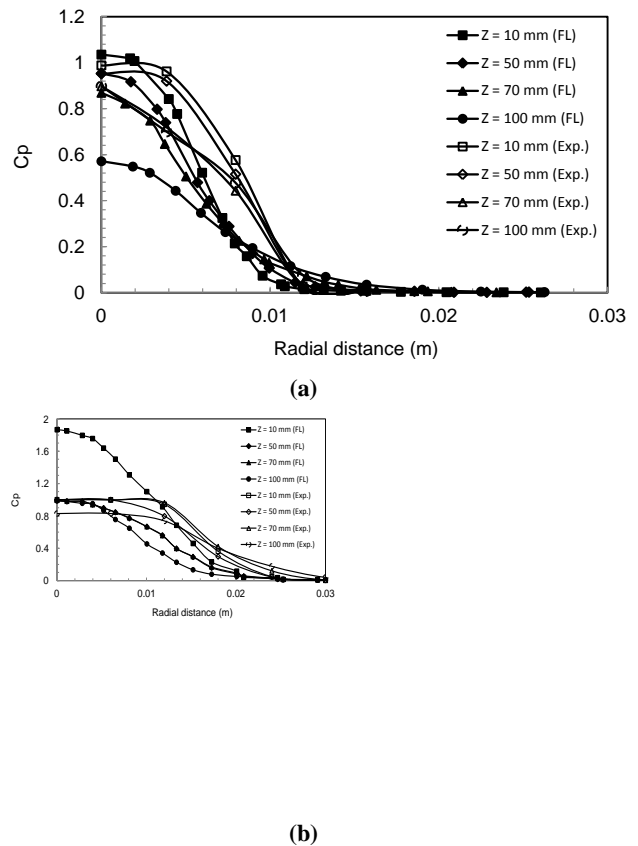 1.2
1
0.8
0.6
0.4
0.2
0
Cp
0 0.01 0.02 0.03
Radial distance (m)
Z = 10 mm (FL)
Z = 50 mm (FL)
Z = 70 mm (FL)
Z = 100 mm (FL)
Z = 10 mm (Exp.)
Z = 50 mm (Exp.)
Z = 70 mm (Exp.)
Z = 100 mm (Exp.)
(a)
2
1.6
1.2
0.8
0.4
0
Cp
0 0.01 0.02 0.03
Radial distance (m)
Z = 10 mm (FL)
Z = 50 mm (FL)
Z = 70 mm (FL)
Z = 100 mm (FL)
Z = 10 mm (Exp.)
Z = 50 mm (Exp.)
Z = 70 mm (Exp.)
Z = 100 mm (Exp.)
(b)